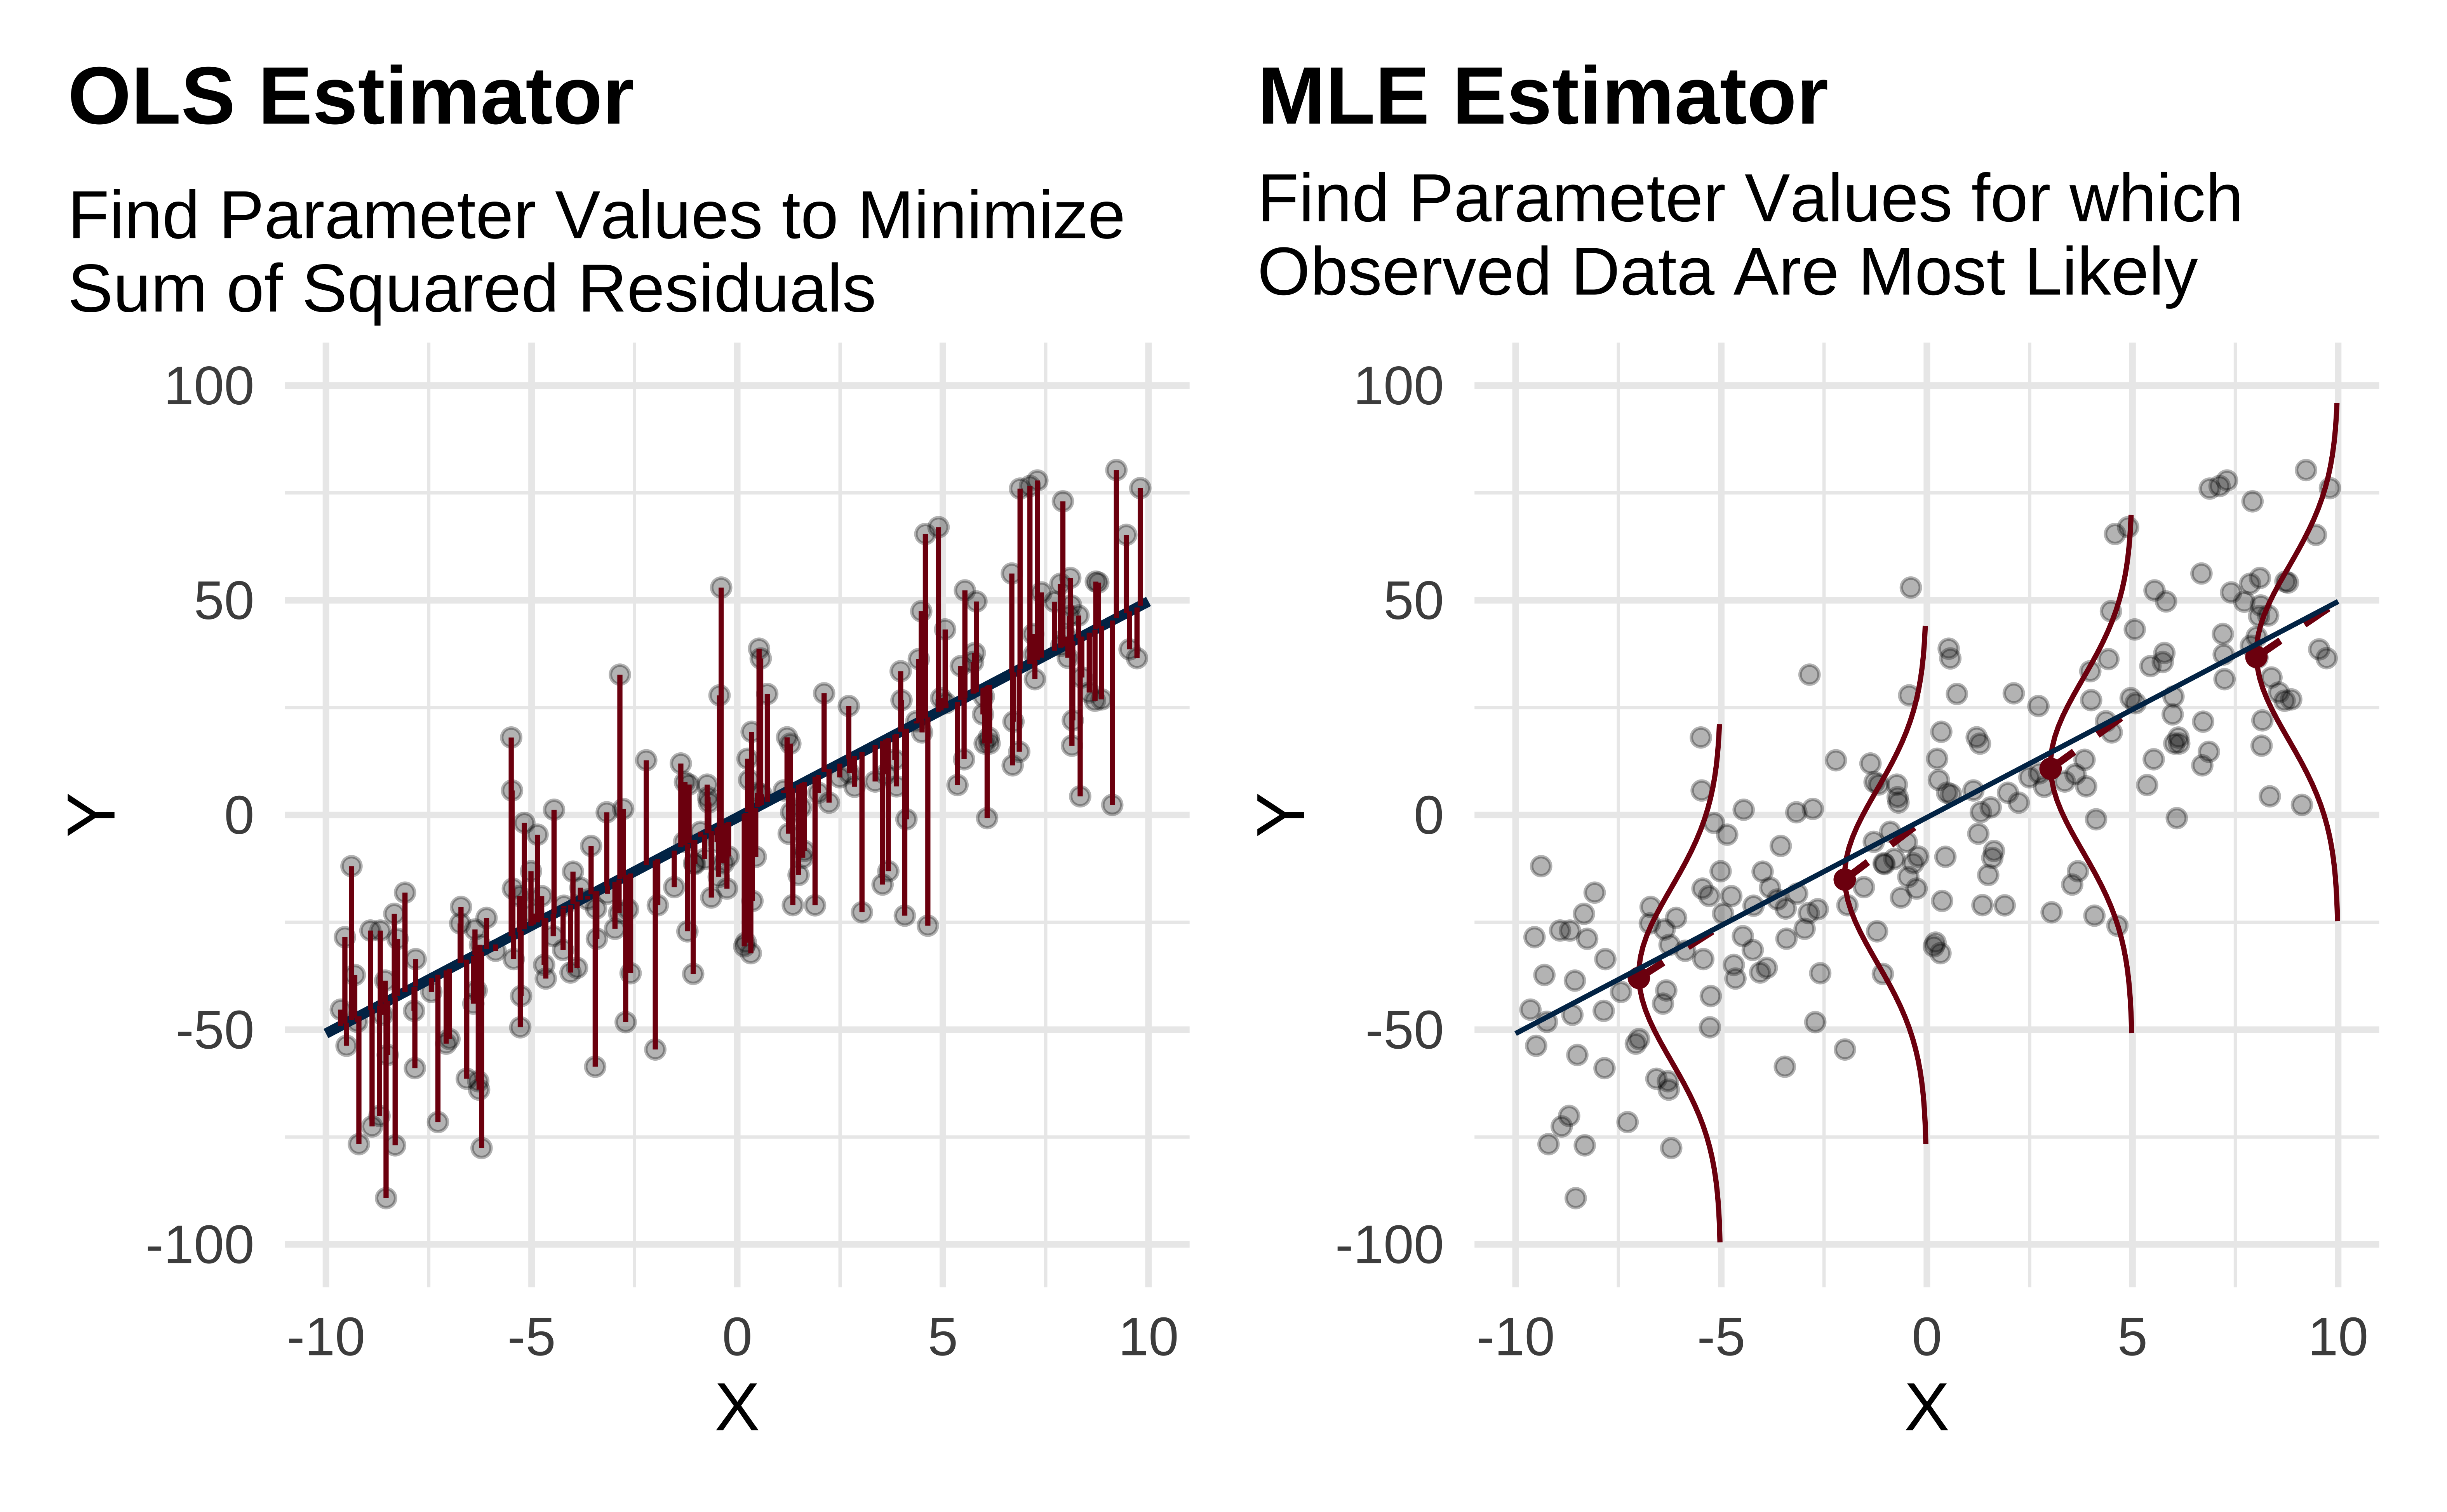 OLS Estimator
Find Parameter Values to Minimize
Sum of Squared Residuals
100
50
0
-50
-100
Y
-10 -5 0 5 10
X
MLE Estimator
Find Parameter Values for which
Observed Data Are Most Likely
100
50
0
-50
-100
Y
-10 -5 0 5 10
X